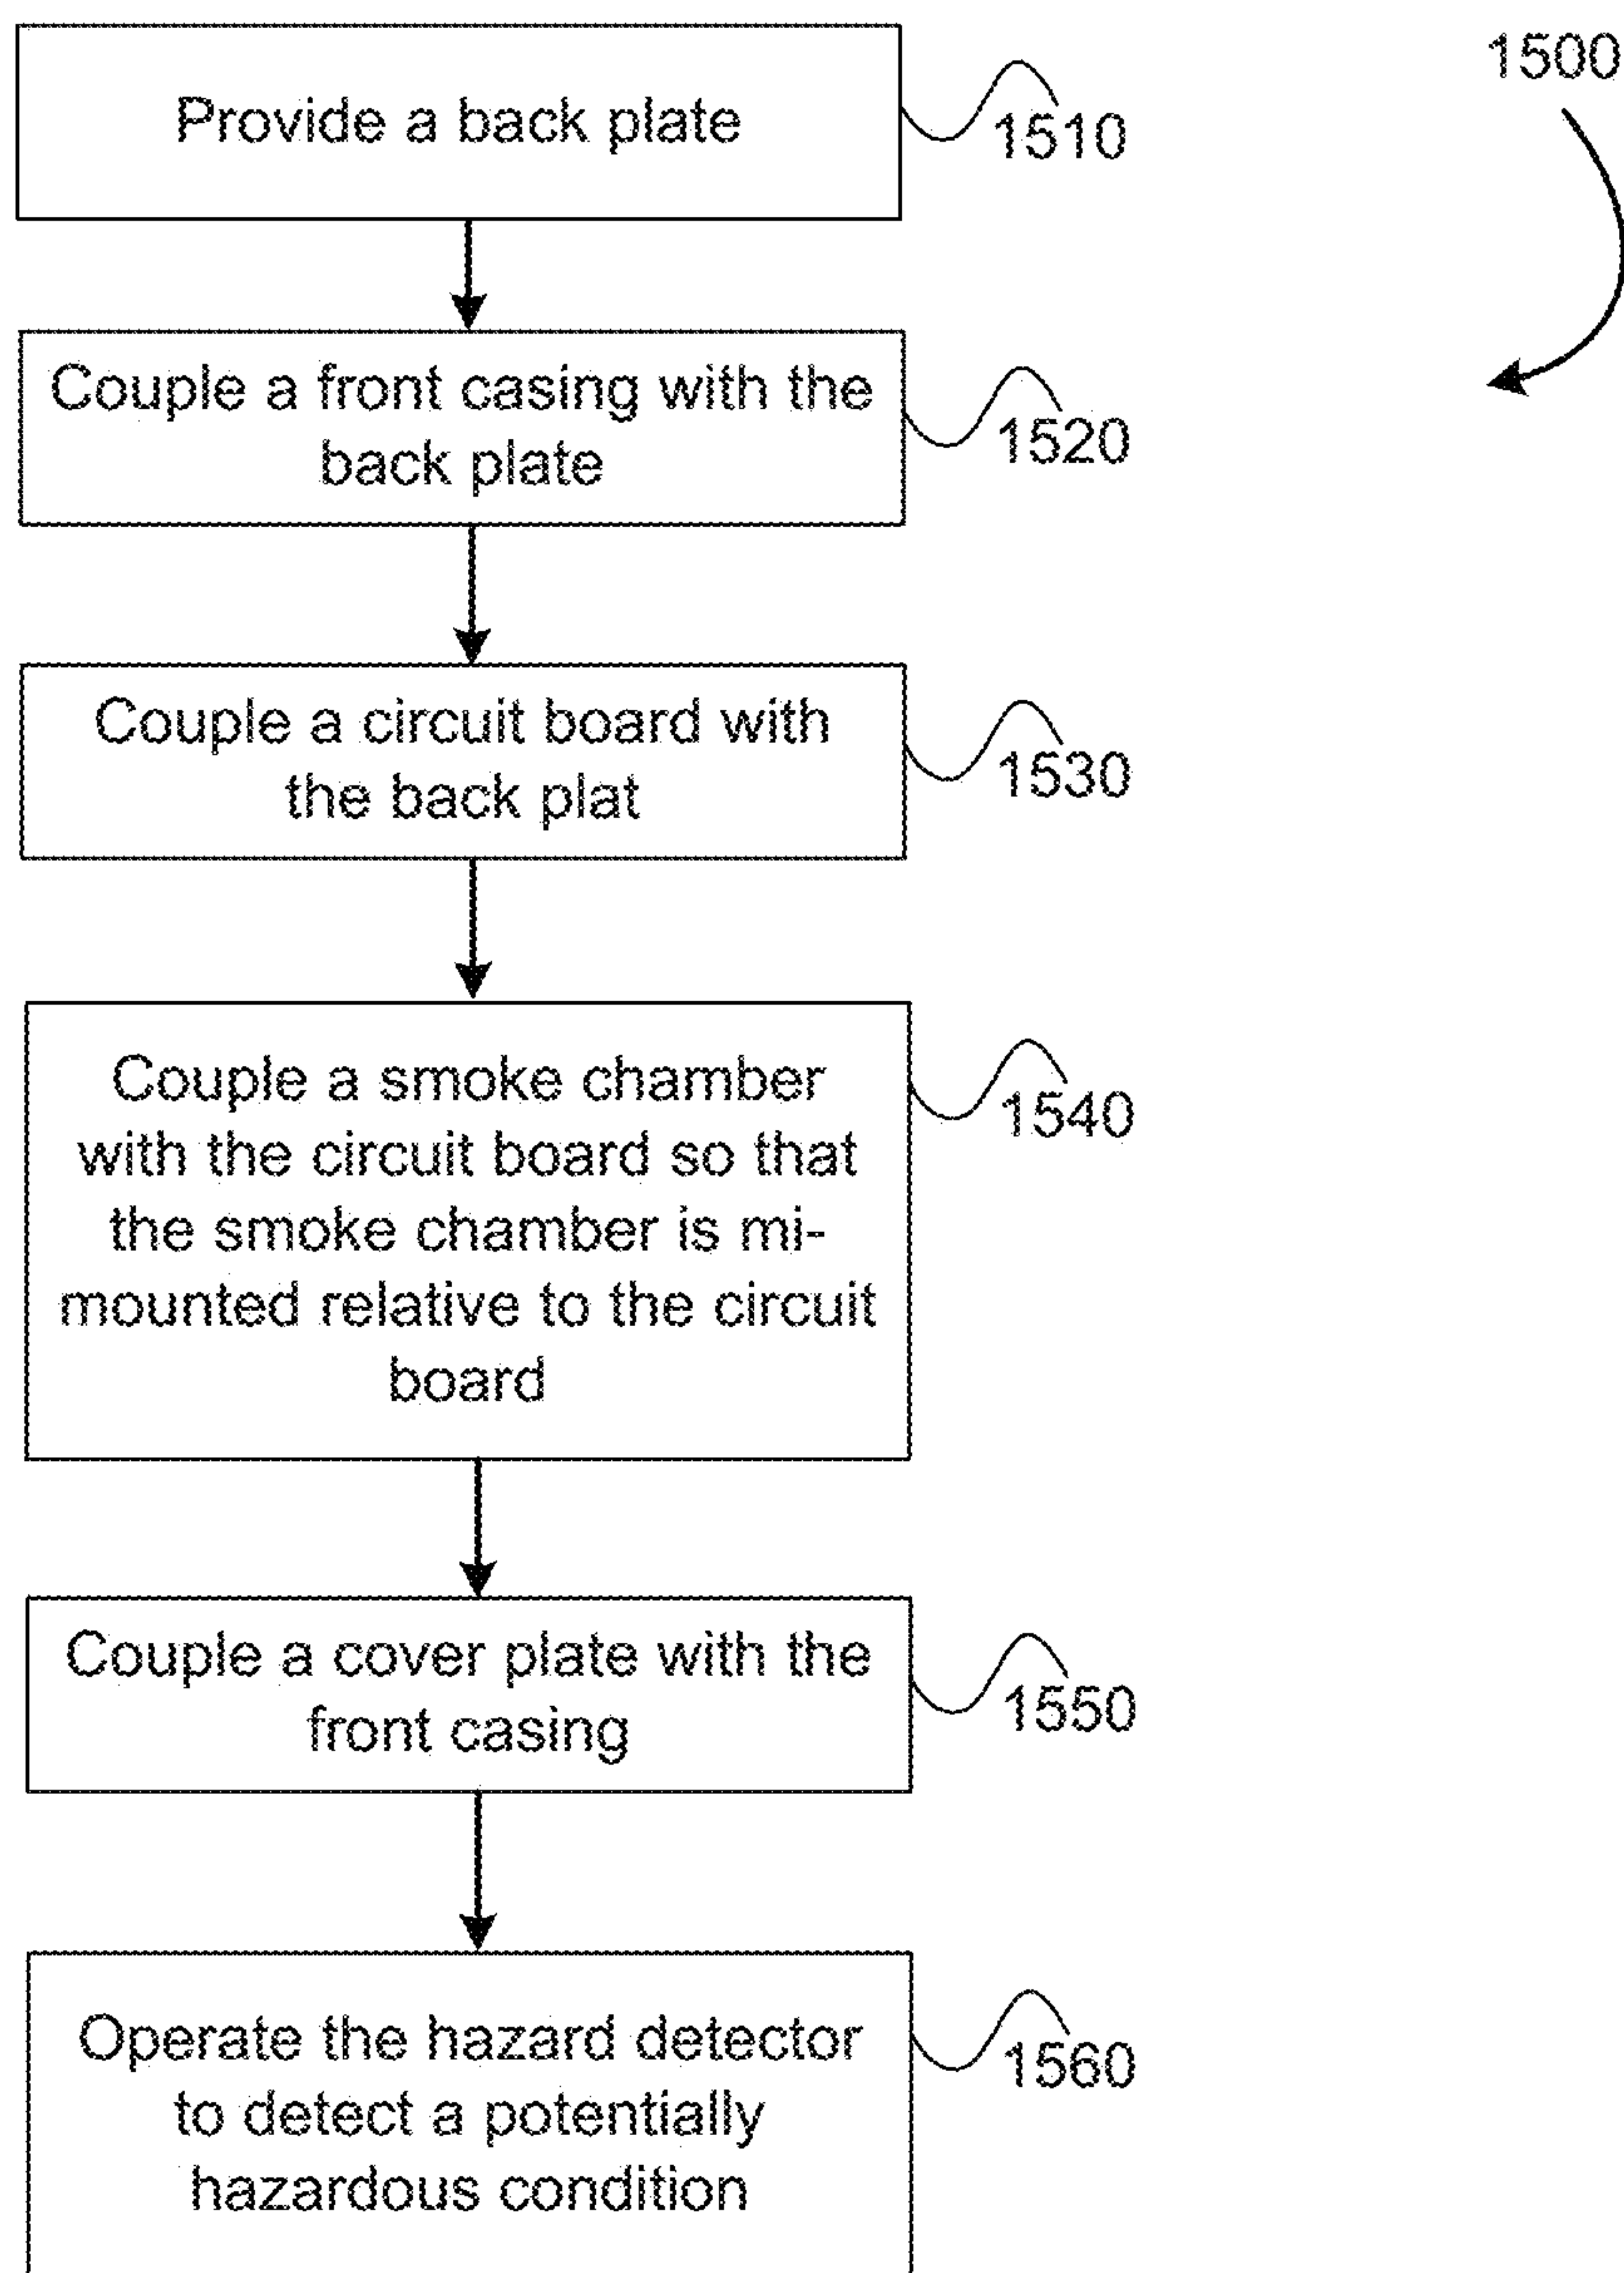 1500
Provide a back plate
1510
Couple a front casing with the
back plate
1520
Couple a circuit board with
the back plat
1530
Couple a smoke chamber
with the circuit board so that
the smoke chamber is mi-
mounted relative to the circuit
board
1540
Couple a cover plate with the
front casing
1550
Operate the hazard detector
to detect a potentially
hazardous condition
1560